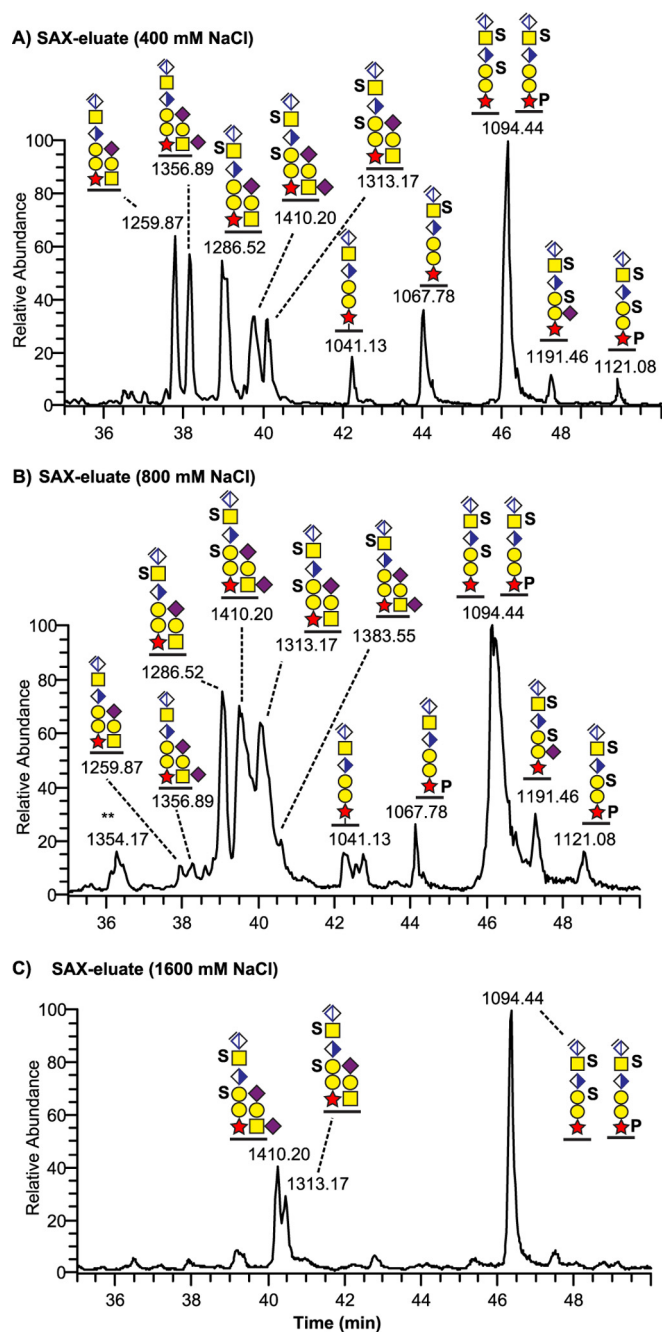 A) SAX-eluate (400 mM NaCl)
S S
S
P
1094.44
S
S
S
S
S
1259.87
1356.89
1286.52
1410.20
1313.17
S
1041.13
1067.78
S
S
1191.46
S
S
P
1121.08
Relative Abundance
100
80
60
40
20
0
36 38 40 42 44 46 48
B) SAX-eluate (800 mM NaCl)
S
S
1410.20
S
1286.52
S
1313.17
S
1383.55
S S
S
P
1094.44
1259.87
1356.89
**
1354.17
1041.13
P
1067.78
S
S
1191.46
S
S
P
1121.08
Relative Abundance
100
80
60
40
20
0
36 38 40 42 44 46 48
C) SAX-eluate (1600 mM NaCl)
S
S
1410.20
S
S
1313.17
1094.44
S S
S
P
Relative Abundance
100
80
60
40
20
0
36 38 40 42 44 46 48
Time (min)